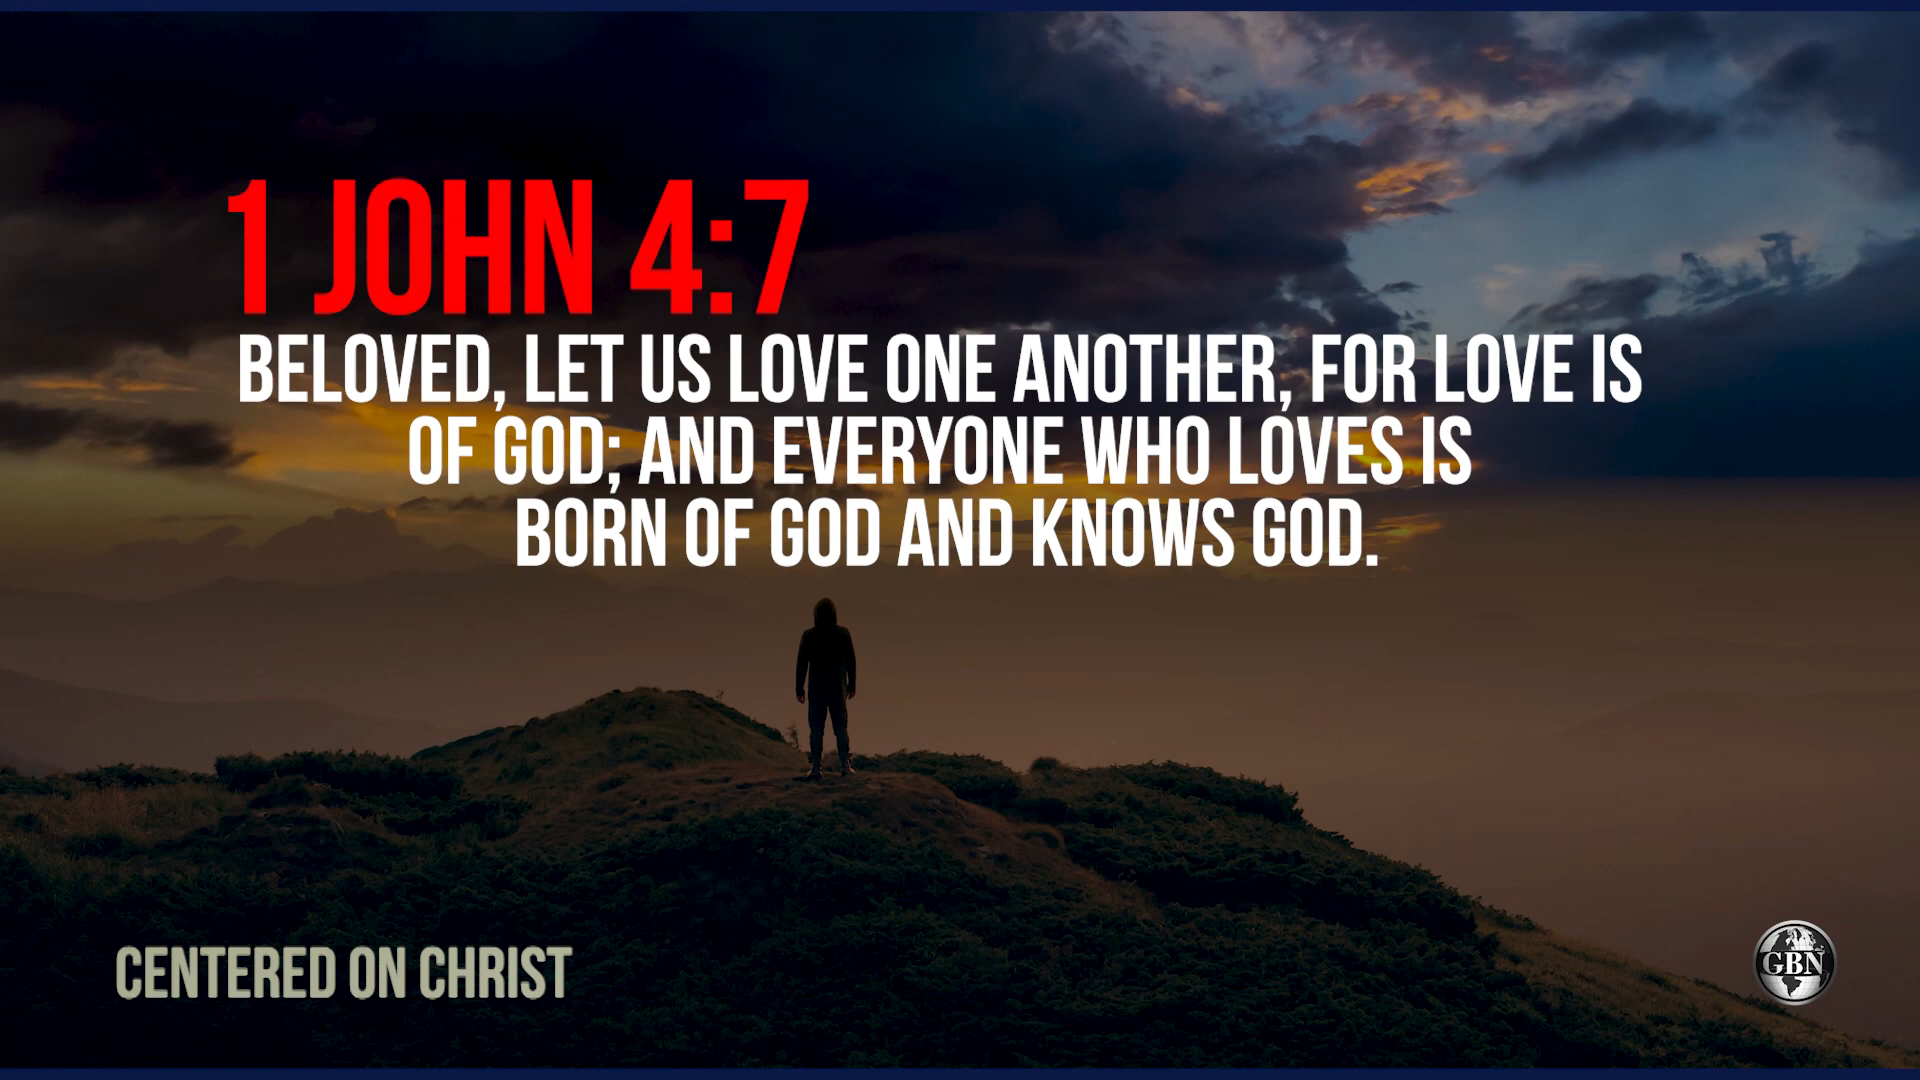 1 JOHN 4:7
BELOVED, LET US LOVE ONE ANOTHER, FOR LOVE IS
OF GOD; AND EVERYONE WHO LOVES IS
BORN OF GOD AND KNOWS GOD.
CENTERED ON CHRIST
GBN